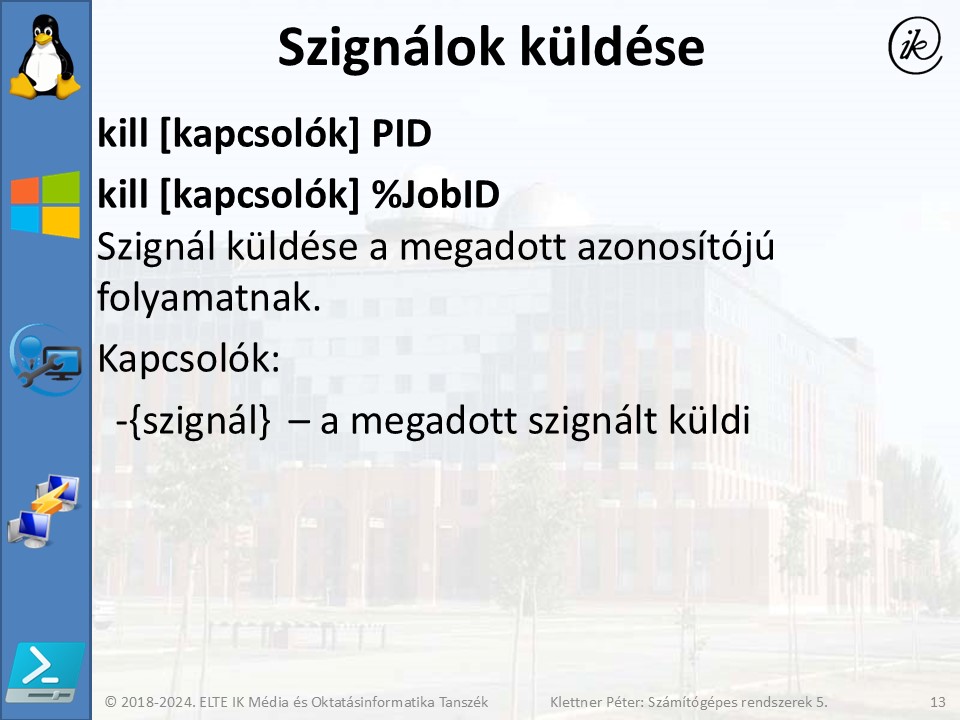 Szignálok küldése
ik
kill [kapcsolók] PID
kill [kapcsolók] %JobID
Szignál küldése a megadott azonosítójú
folyamatnak.
Kapcsolók:
-{szignál} – a megadott szignált küldi
© 2018-2024. ELTE IK Média és Oktatásinformatika Tanszék Klettner Péter: Számítógépes rendszerek 5. 13